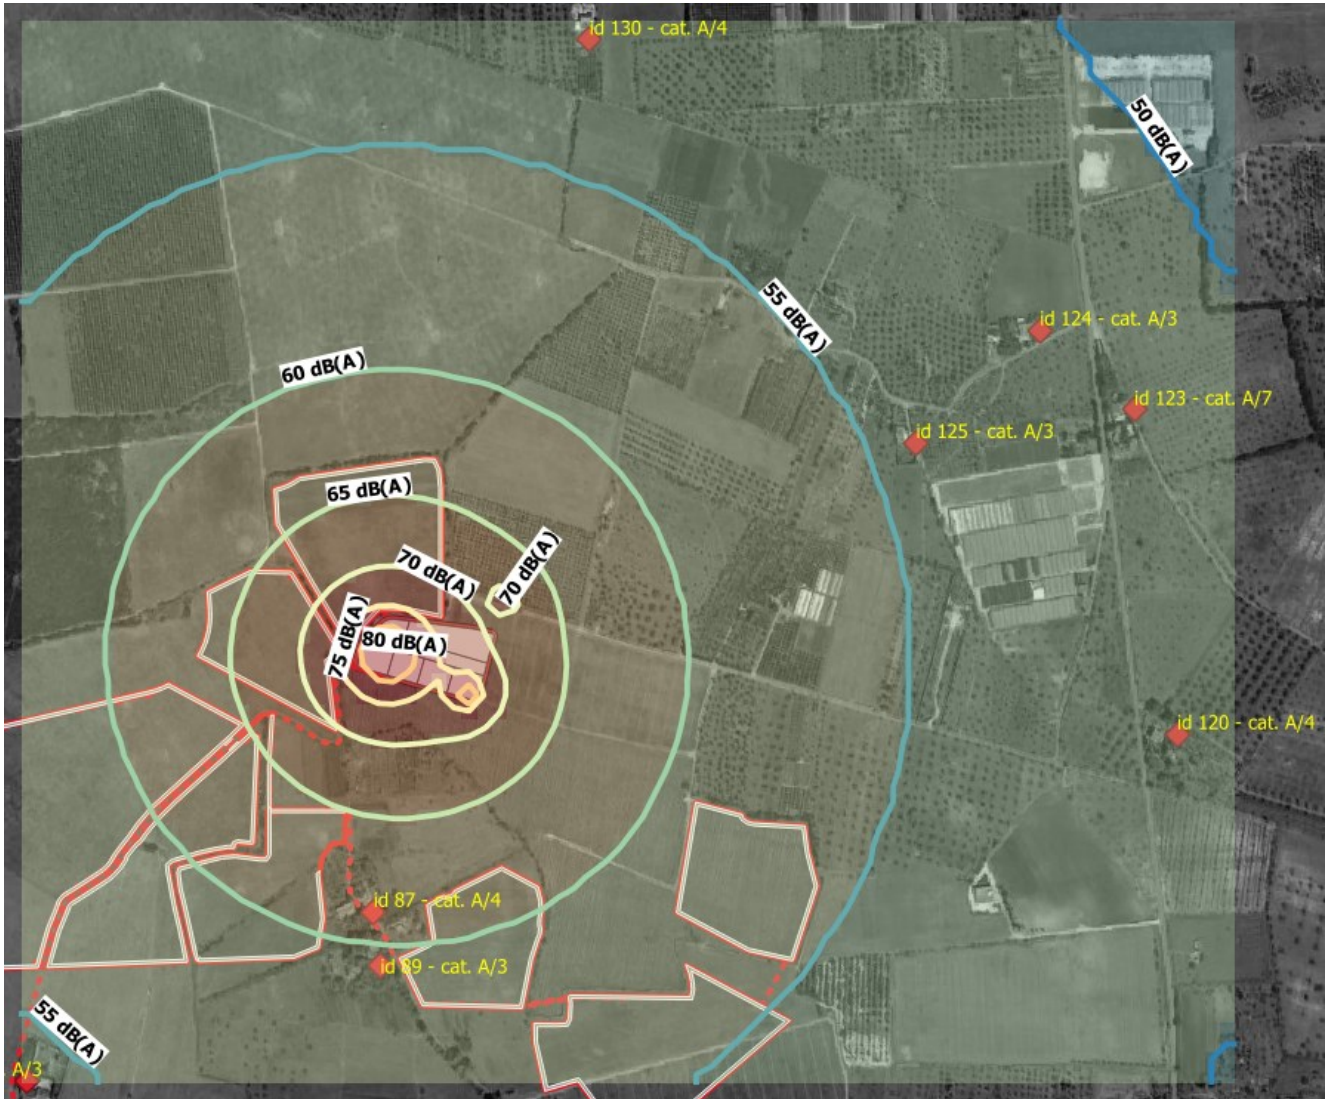 id 130 - cat. A/4
50 dB(A)
55 dB(A)
id 124 - cat. A/3
60 dB(A)
id 123 - cat. A/7
id 125 - cat. A/3
65 dB(A)
70 dB(A)
70 dB(A)
75 dB(A)
80 dB(A)
id 120 - cat. A/4
id 87 - cat. A/4
id 89 - cat. A/3
55 dB(A)
. A/3